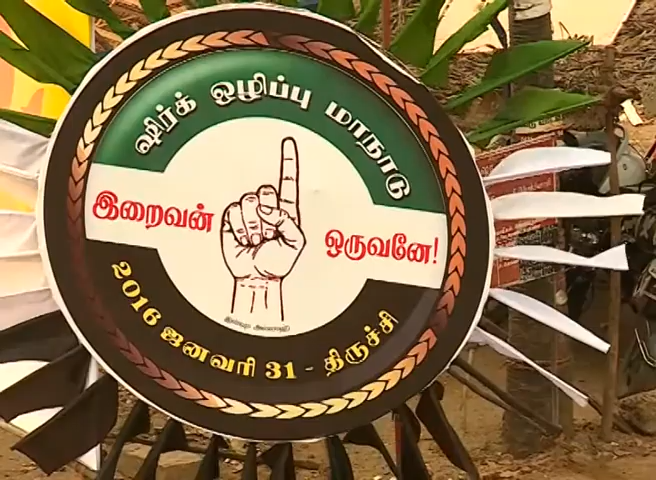 ஷிர்க் ஒழிப்பு மாநாடு
இறைவன்
ஒருவனே!
2016 ஜனவரி 31 - திருச்சி